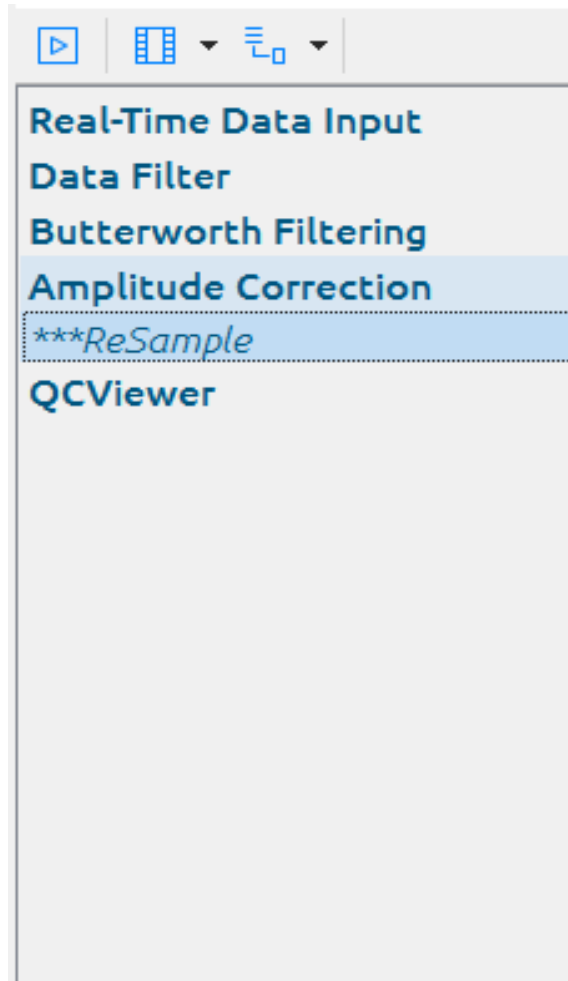 Real-Time Data Input
Data Filter
Butterworth Filtering
Amplitude Correction
***ReSample
QCViewer